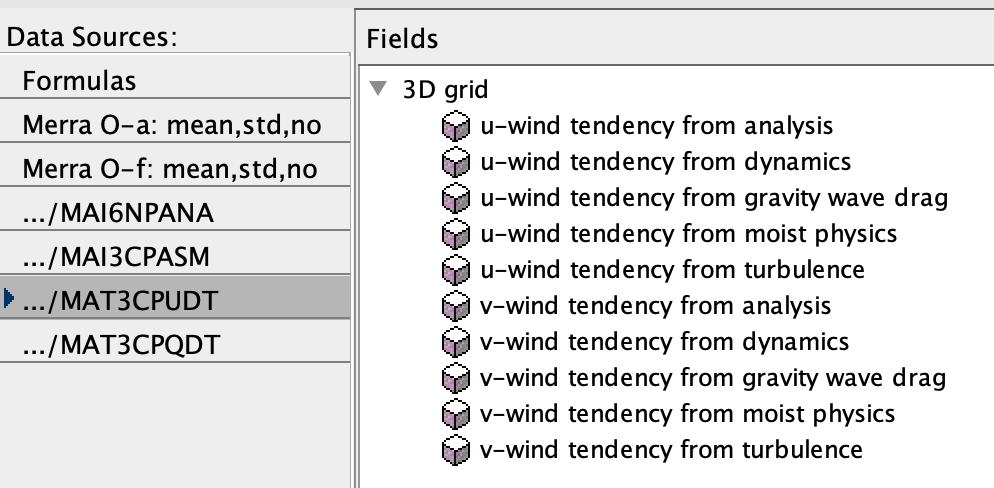 Data Sources:
Formulas
Merra O-a: mean,std,no
Merra O-f: mean,std,no
.../MAI6NPANA
.../MAI3CPASM
.../MAT3CPUDT
.../MAT3CPQDT
Fields
3D grid
u-wind tendency from analysis
u-wind tendency from dynamics
u-wind tendency from gravity wave drag
u-wind tendency from moist physics
u-wind tendency from turbulence
v-wind tendency from analysis
v-wind tendency from dynamics
v-wind tendency from gravity wave drag
v-wind tendency from moist physics
v-wind tendency from turbulence